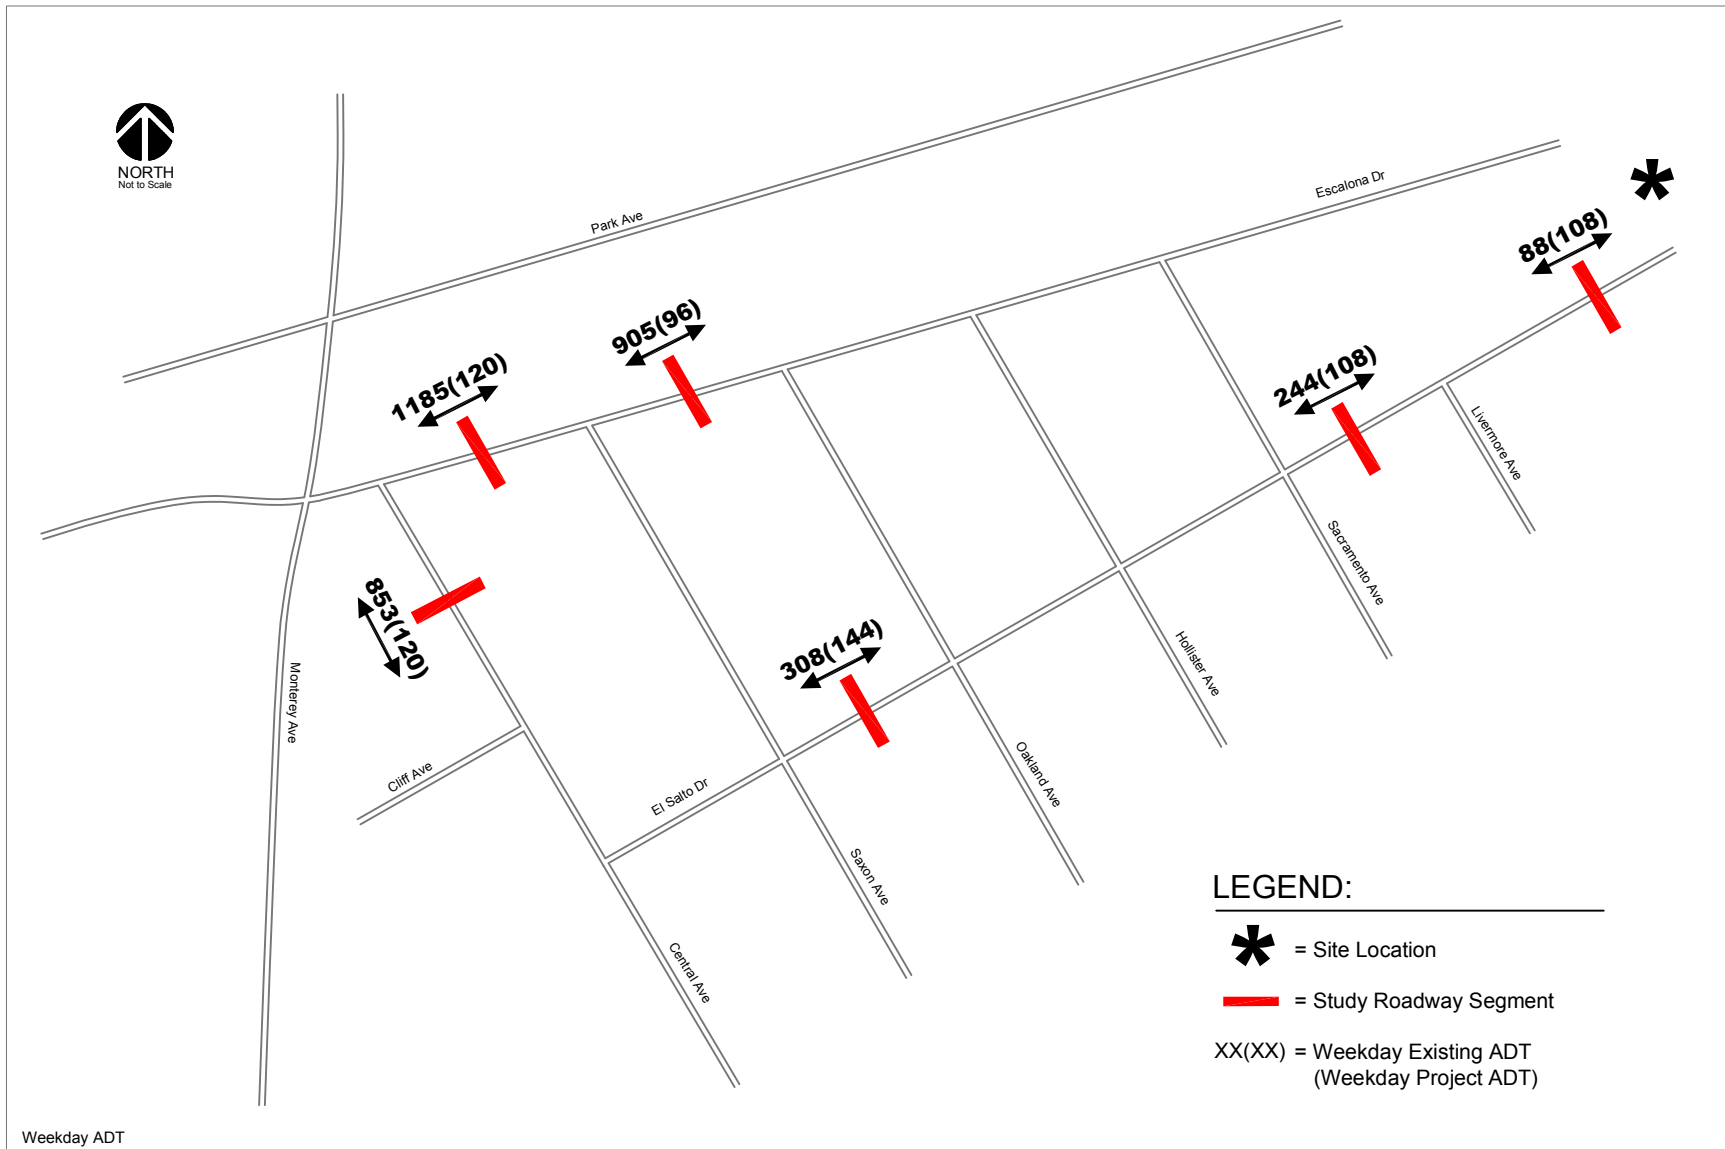 NORTH
Not to Scale
Park Ave
Escalona Dr
88(108)
905(96)
1185(120)
244(108)
Livermore Ave
Sacramento Ave
853(120)
308(144)
Hollister Ave
Monterey Ave
Oakland Ave
Cliff Ave
El Salto Dr
Saxon Ave
Central Ave
LEGEND:
= Site Location
= Study Roadway Segment
XX(XX) = Weekday Existing ADT
(Weekday Project ADT)
Weekday ADT